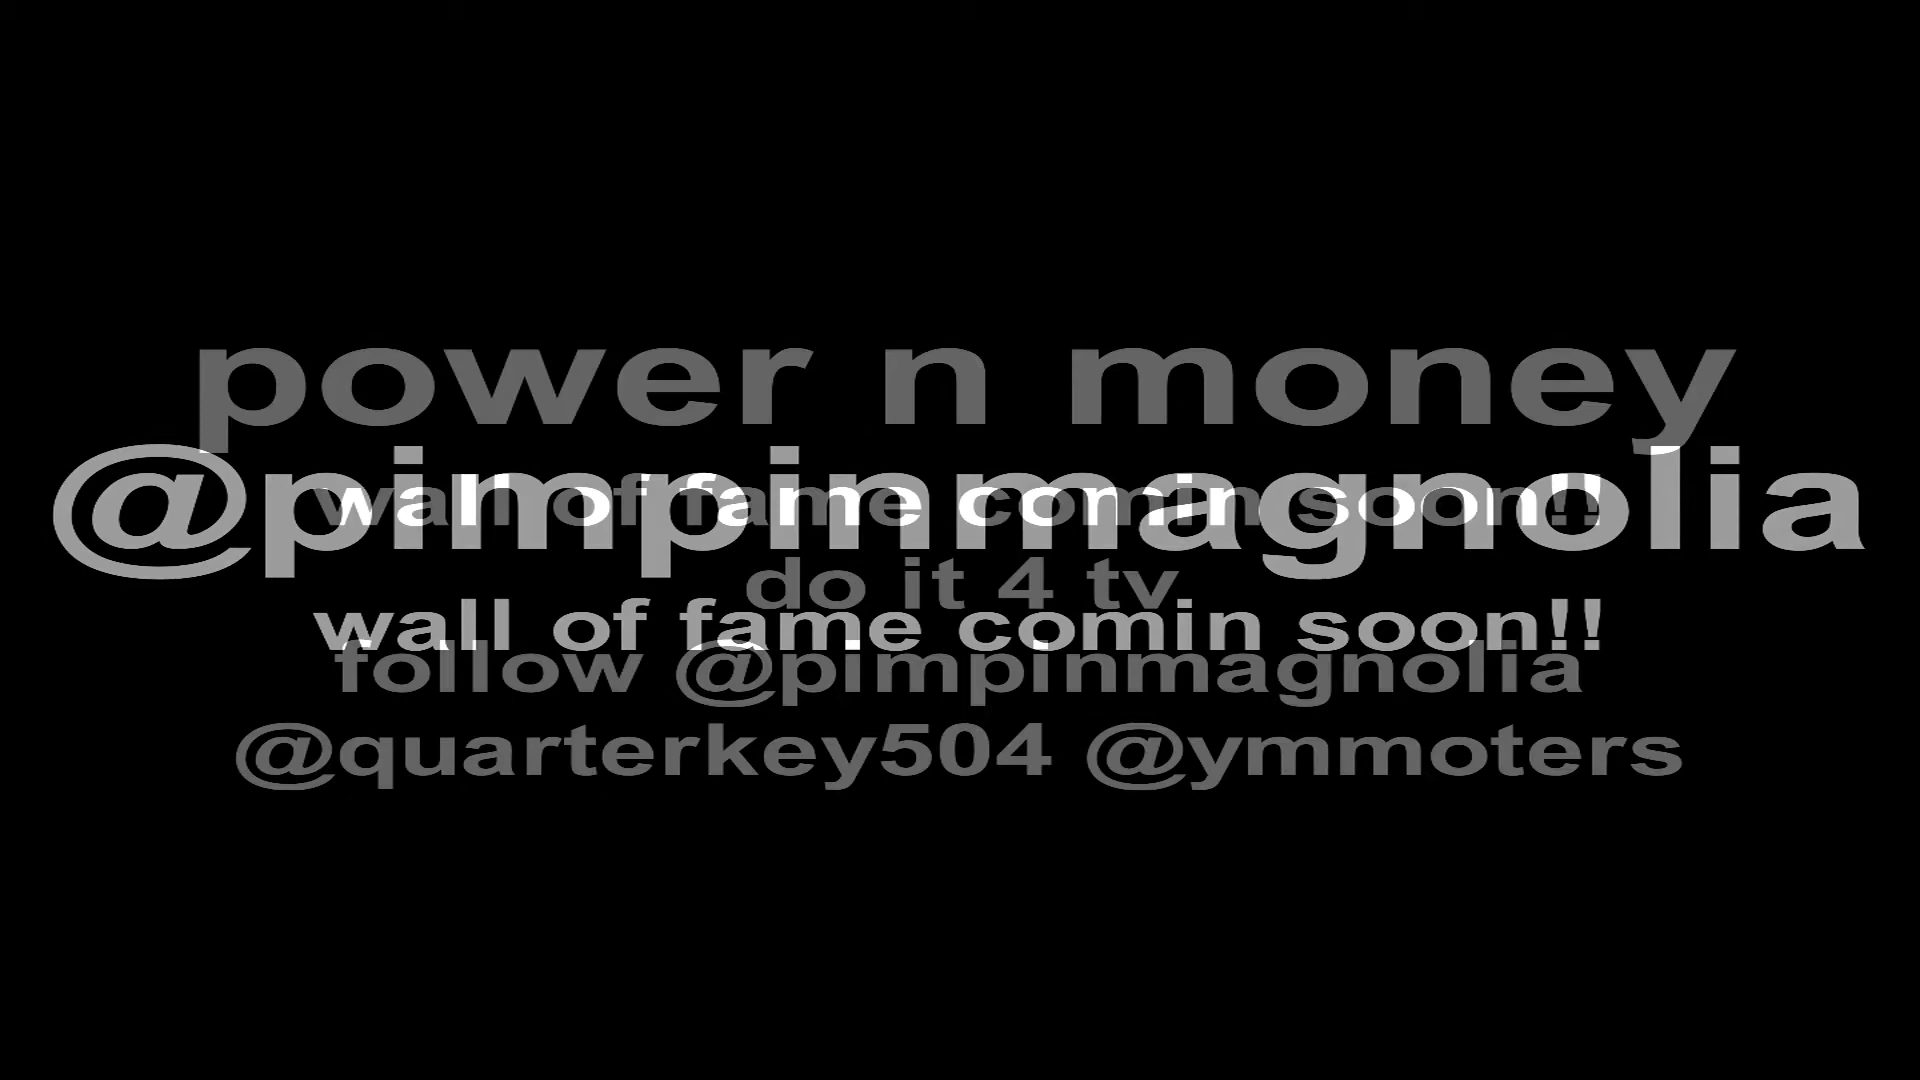 power n money
@pimpinmagnolia
wall of fame comin soon!!
do it 4 tv
wall of fame comin soon!!
follow @pimpinmagnolia
@quarterkey504 @ymmoters